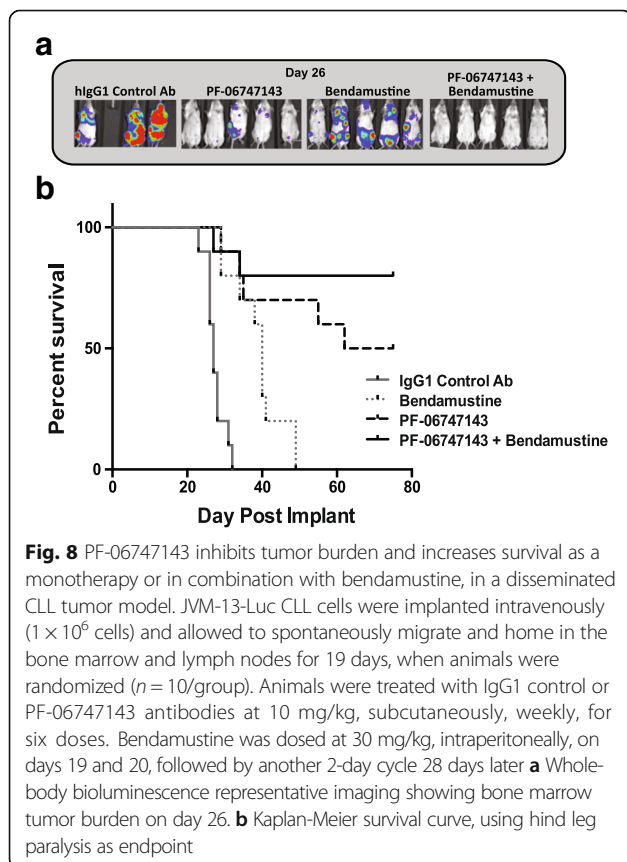 a
Day 26
hIgG1 Control Ab
PF-06747143
Bendamustine
PF-06747143 +
Bendamustine
b
Percent survival
100
50
0
0
20
40
60
80
Day Post Implant
IgG1 Control Ab
Bendamustine
PF-06747143
PF-06747143 + Bendamustine
Fig. 8 PF-06747143 inhibits tumor burden and increases survival as a
monotherapy or in combination with bendamustine, in a disseminated
CLL tumor model. JVM-13-Luc CLL cells were implanted intravenously
(1 × 10⁶ cells) and allowed to spontaneously migrate and home in the
bone marrow and lymph nodes for 19 days, when animals were
randomized (n = 10/group). Animals were treated with IgG1 control or
PF-06747143 antibodies at 10 mg/kg, subcutaneously, weekly, for
six doses. Bendamustine was dosed at 30 mg/kg, intraperitoneally, on
days 19 and 20, followed by another 2-day cycle 28 days later a Whole-
body bioluminescence representative imaging showing bone marrow
tumor burden on day 26. b Kaplan-Meier survival curve, using hind leg
paralysis as endpoint